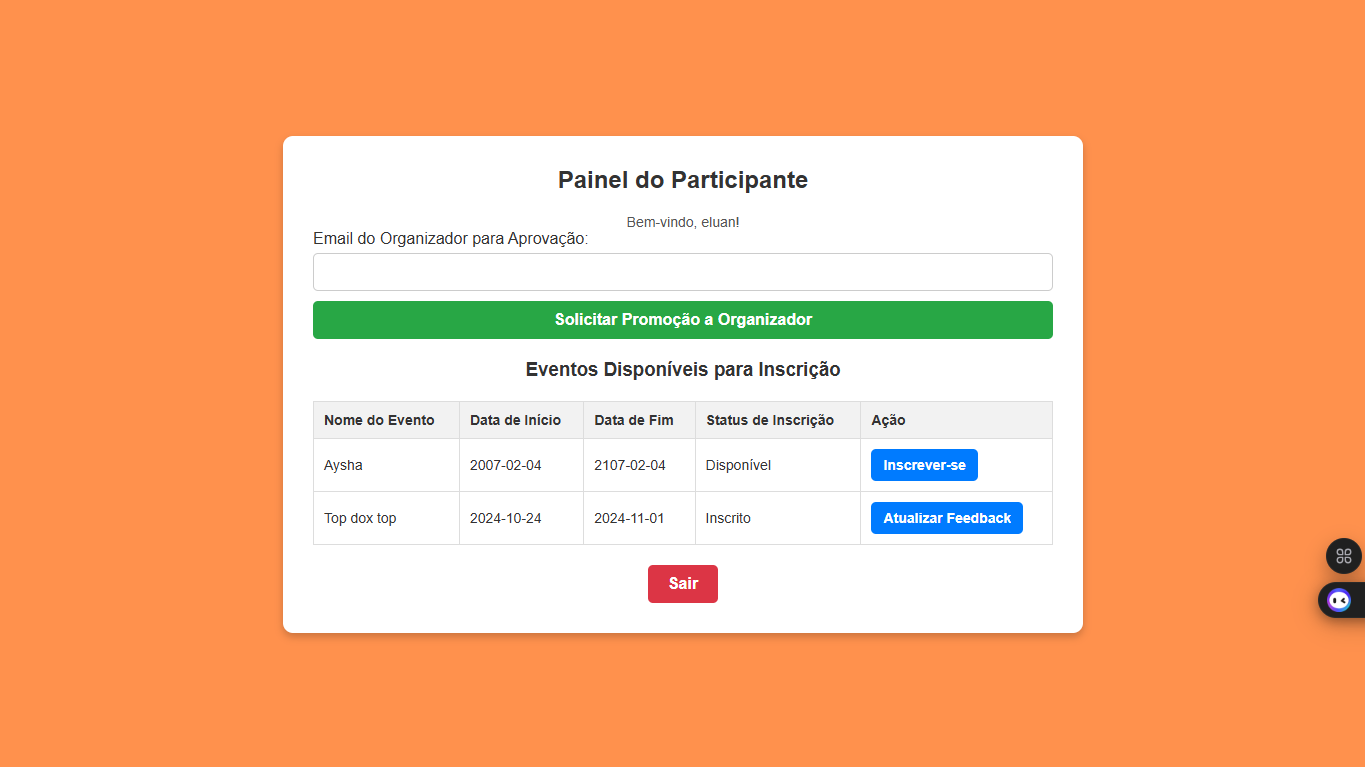 Painel do Participante
Bem-vindo, eluan!
Email do Organizador para Aprovação:
Solicitar Promoção a Organizador
Eventos Disponíveis para Inscrição
Nome do Evento Data de Início Data de Fim Status de Inscrição Ação
Aysha 2007-02-04 2107-02-04 Disponível Inscrever-se
Top dox top 2024-10-24 2024-11-01 Inscrito Atualizar Feedback
Sair